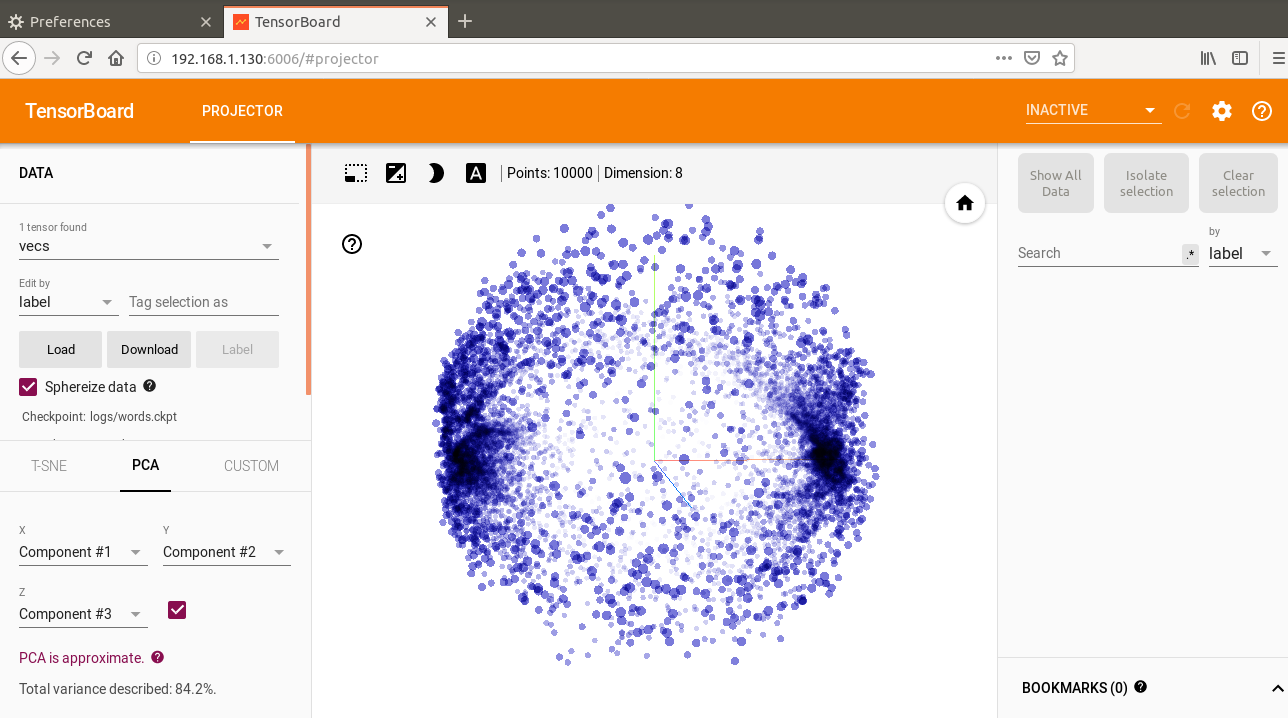 Preferences
TensorBoard
192.168.1.130:6006/#projector
TensorBoard
PROJECTOR
INACTIVE
DATA
Points: 10000
Dimension: 8
A
1 tensor found
vecs
Edit by
label
Tag selection as
Load
Download
Label
Sphereize data
Checkpoint: logs/words.ckpt
T-SNE
PCA
CUSTOM
X
Component #1
Y
Component #2
Z
Component #3
PCA is approximate.
Total variance described: 84.2%.
Show All
Data
Isolate
selection
Clear
selection
Search
.*
by
label
BOOKMARKS (0)